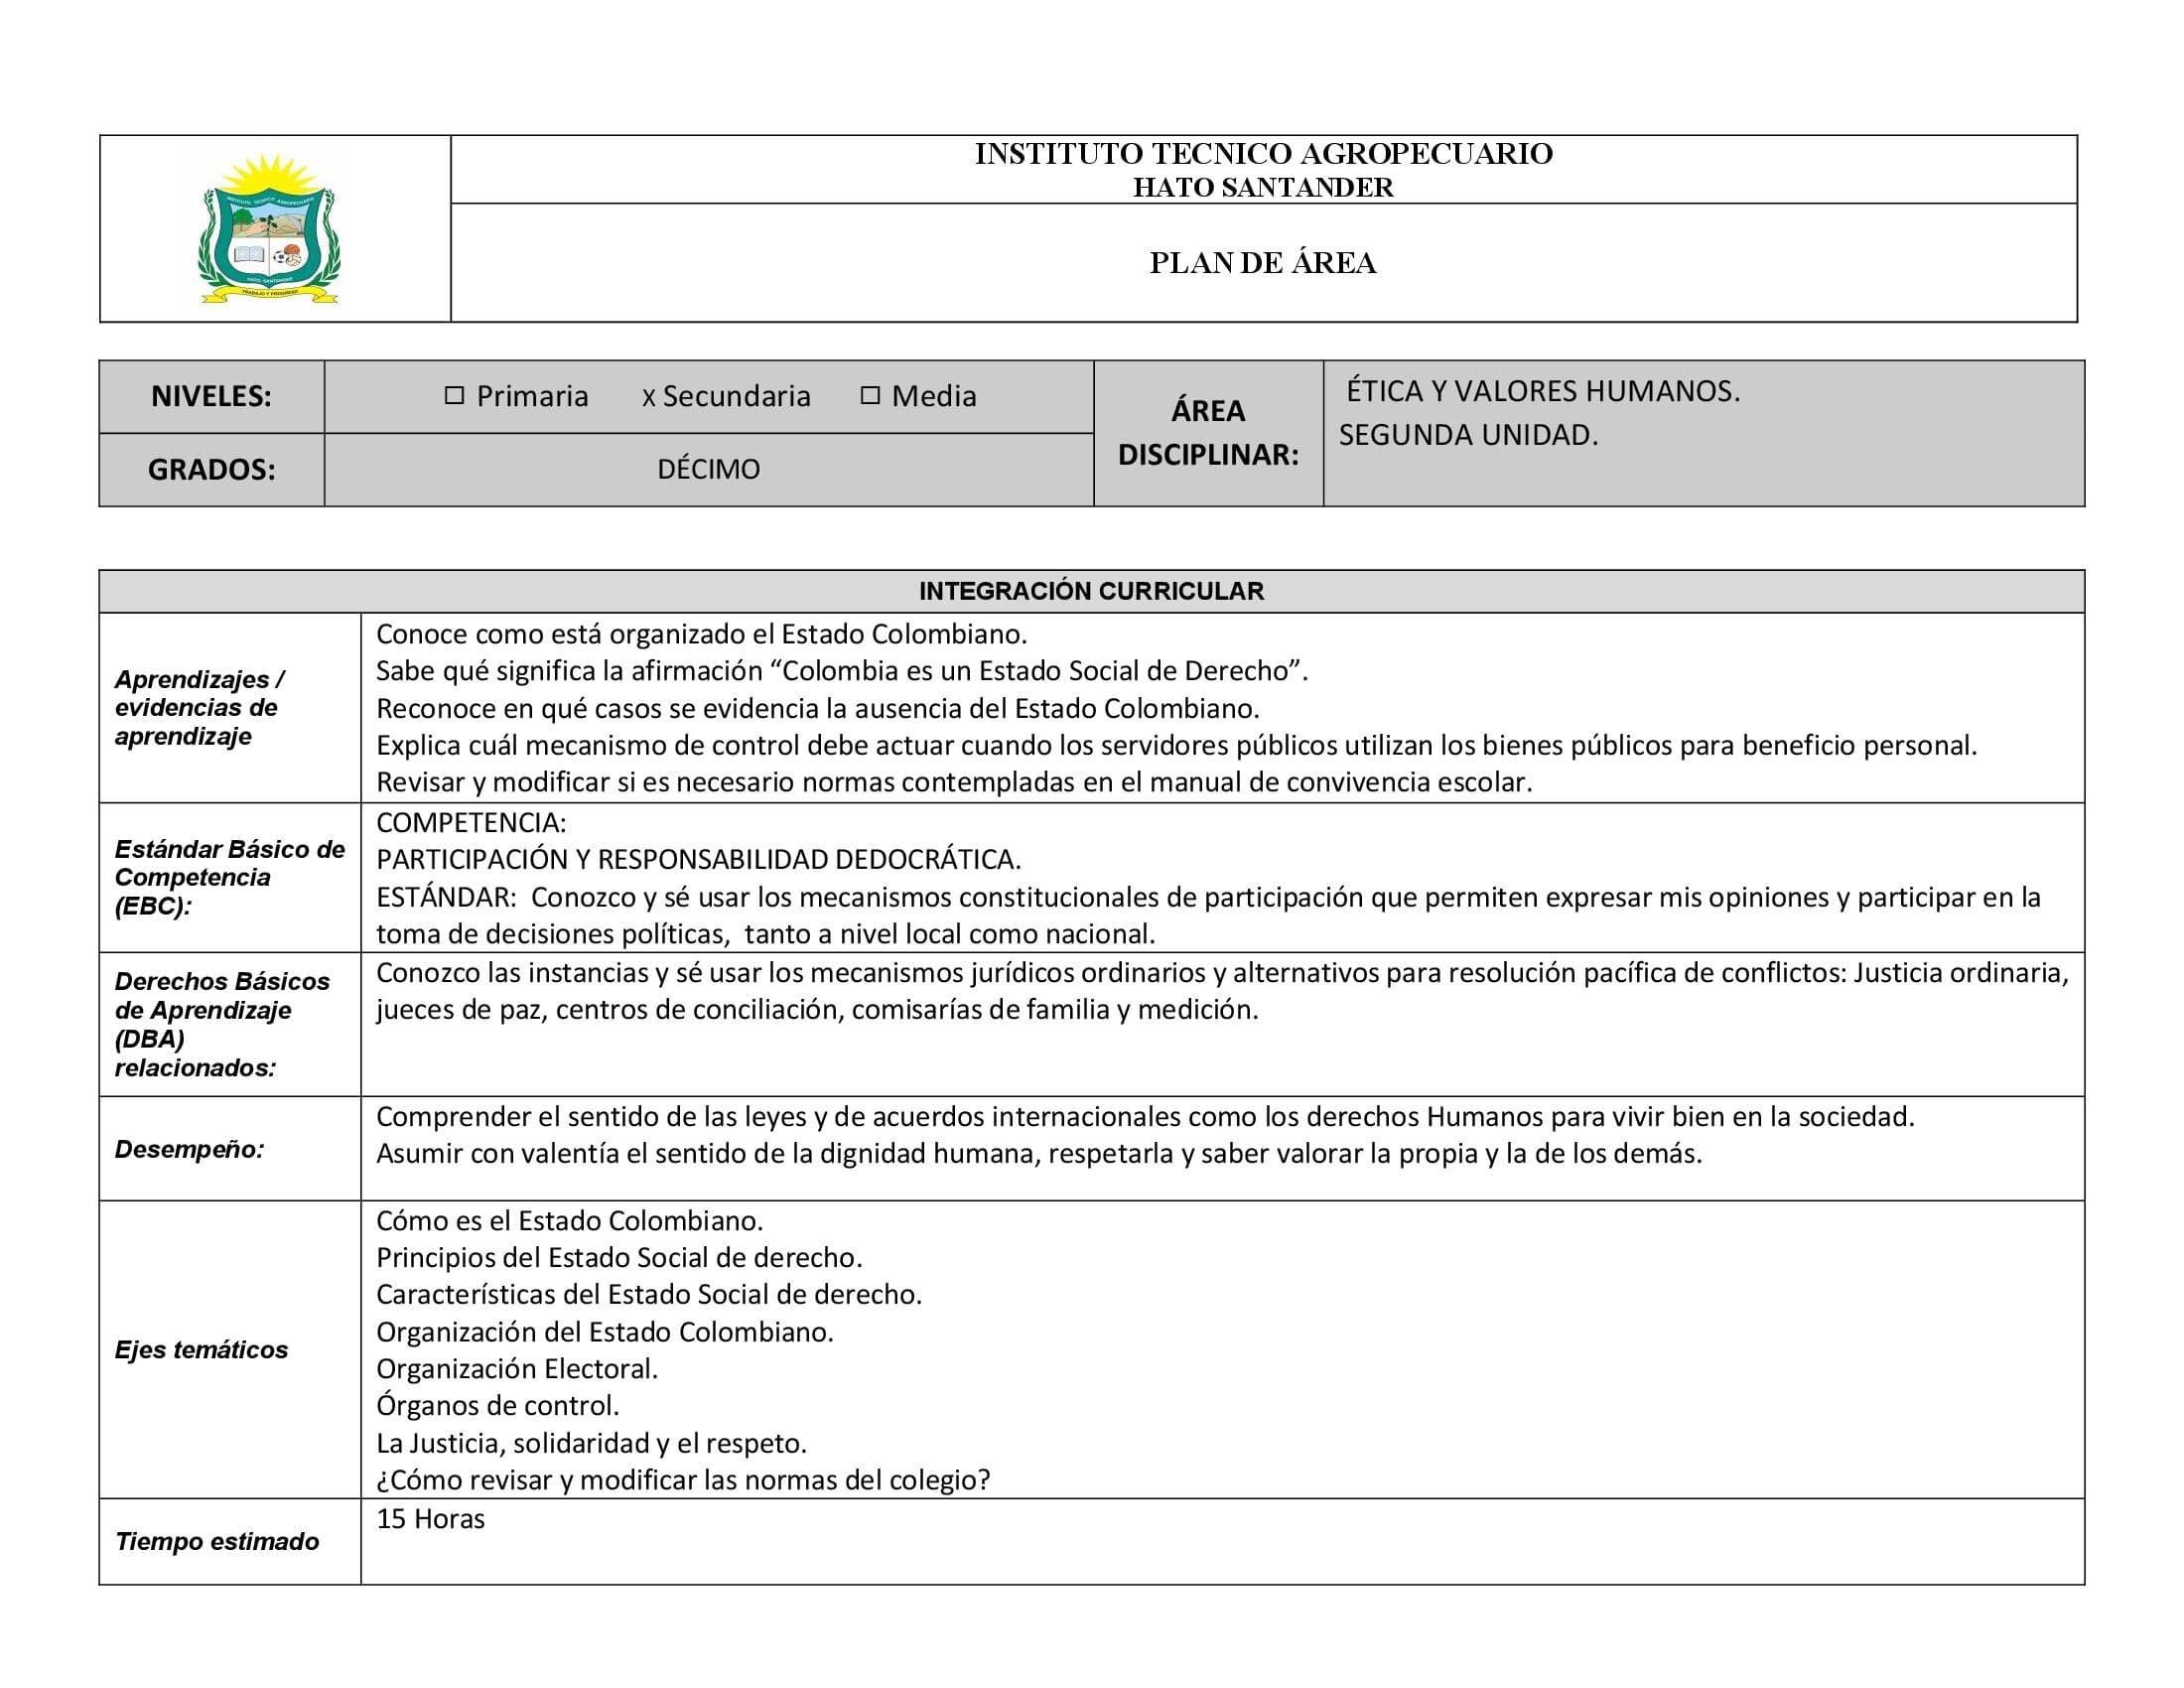 INSTITUTO TECNICO AGROPECUARIO
HATO SANTANDER
PLAN DE ÁREA
INSTITUTO TECNICO AGROPECUARIO
HATO SANTANDER
TRABAJO Y PROGRESO
NIVELES:
☐ Primaria x Secundaria ☐ Media
GRADOS:
DÉCIMO
ÁREA
DISCIPLINAR:
ÉTICA Y VALORES HUMANOS.
SEGUNDA UNIDAD.
INTEGRACIÓN CURRICULAR
Aprendizajes /
evidencias de
aprendizaje
Conoce como está organizado el Estado Colombiano.
Sabe qué significa la afirmación “Colombia es un Estado Social de Derecho”.
Reconoce en qué casos se evidencia la ausencia del Estado Colombiano.
Explica cuál mecanismo de control debe actuar cuando los servidores públicos utilizan los bienes públicos para beneficio personal.
Revisar y modificar si es necesario normas contempladas en el manual de convivencia escolar.
Estándar Básico de
Competencia
(EBC):
COMPETENCIA:
PARTICIPACIÓN Y RESPONSABILIDAD DEDOCRÁTICA.
ESTÁNDAR: Conozco y sé usar los mecanismos constitucionales de participación que permiten expresar mis opiniones y participar en la
toma de decisiones políticas, tanto a nivel local como nacional.
Derechos Básicos
de Aprendizaje
(DBA)
relacionados:
Conozco las instancias y sé usar los mecanismos jurídicos ordinarios y alternativos para resolución pacífica de conflictos: Justicia ordinaria,
jueces de paz, centros de conciliación, comisarías de familia y medición.
Desempeño:
Comprender el sentido de las leyes y de acuerdos internacionales como los derechos Humanos para vivir bien en la sociedad.
Asumir con valentía el sentido de la dignidad humana, respetarla y saber valorar la propia y la de los demás.
Ejes temáticos
Cómo es el Estado Colombiano.
Principios del Estado Social de derecho.
Características del Estado Social de derecho.
Organización del Estado Colombiano.
Organización Electoral.
Órganos de control.
La Justicia, solidaridad y el respeto.
¿Cómo revisar y modificar las normas del colegio?
Tiempo estimado
15 Horas